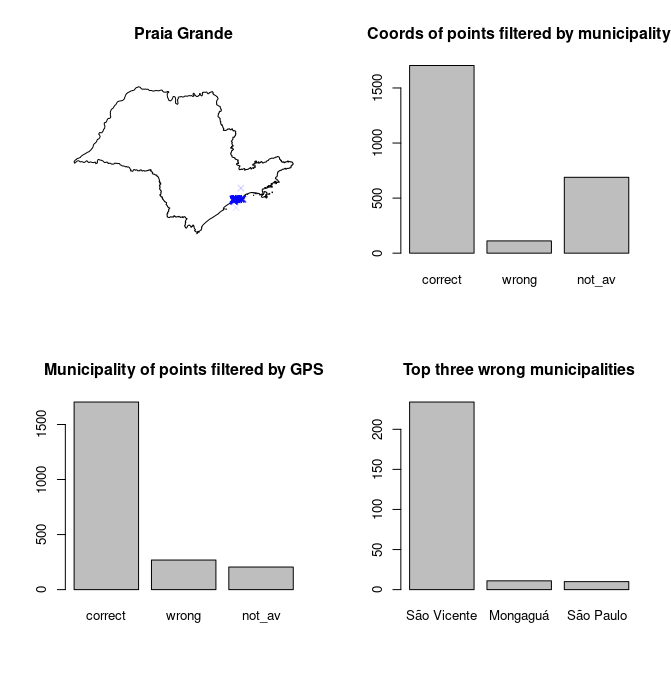 Praia Grande
Coords of points filtered by municipality
1500
1000
500
0
correct wrong not_av
Municipality of points filtered by GPS
1500
1000
500
0
correct wrong not_av
Top three wrong municipalities
200
150
100
50
0
São Vicente Mongaguá São Paulo